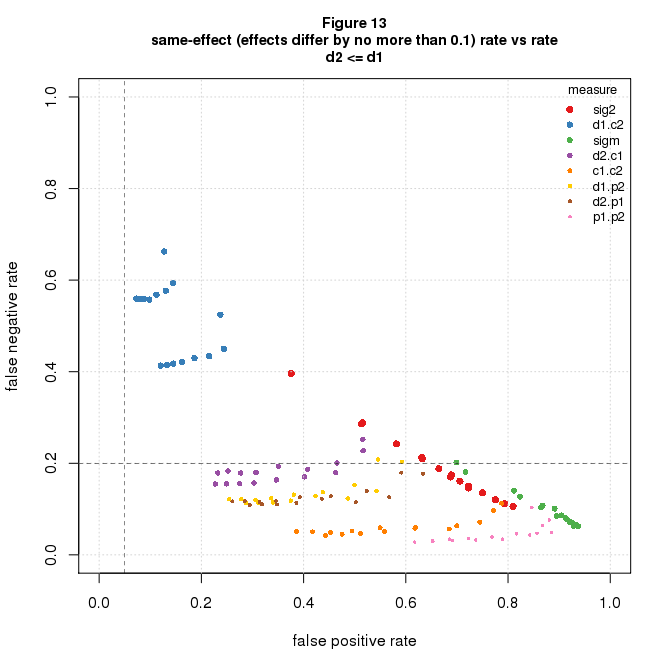 Figure 13
same-effect (effects differ by no more than 0.1) rate vs rate
d2 <= d1
measure
sig2
d1.c2
sigm
d2.c1
c1.c2
d1.p2
d2.p1
p1.p2
false negative rate
1.0
0.8
0.6
0.4
0.2
0.0
0.0 0.2 0.4 0.6 0.8 1.0
false positive rate